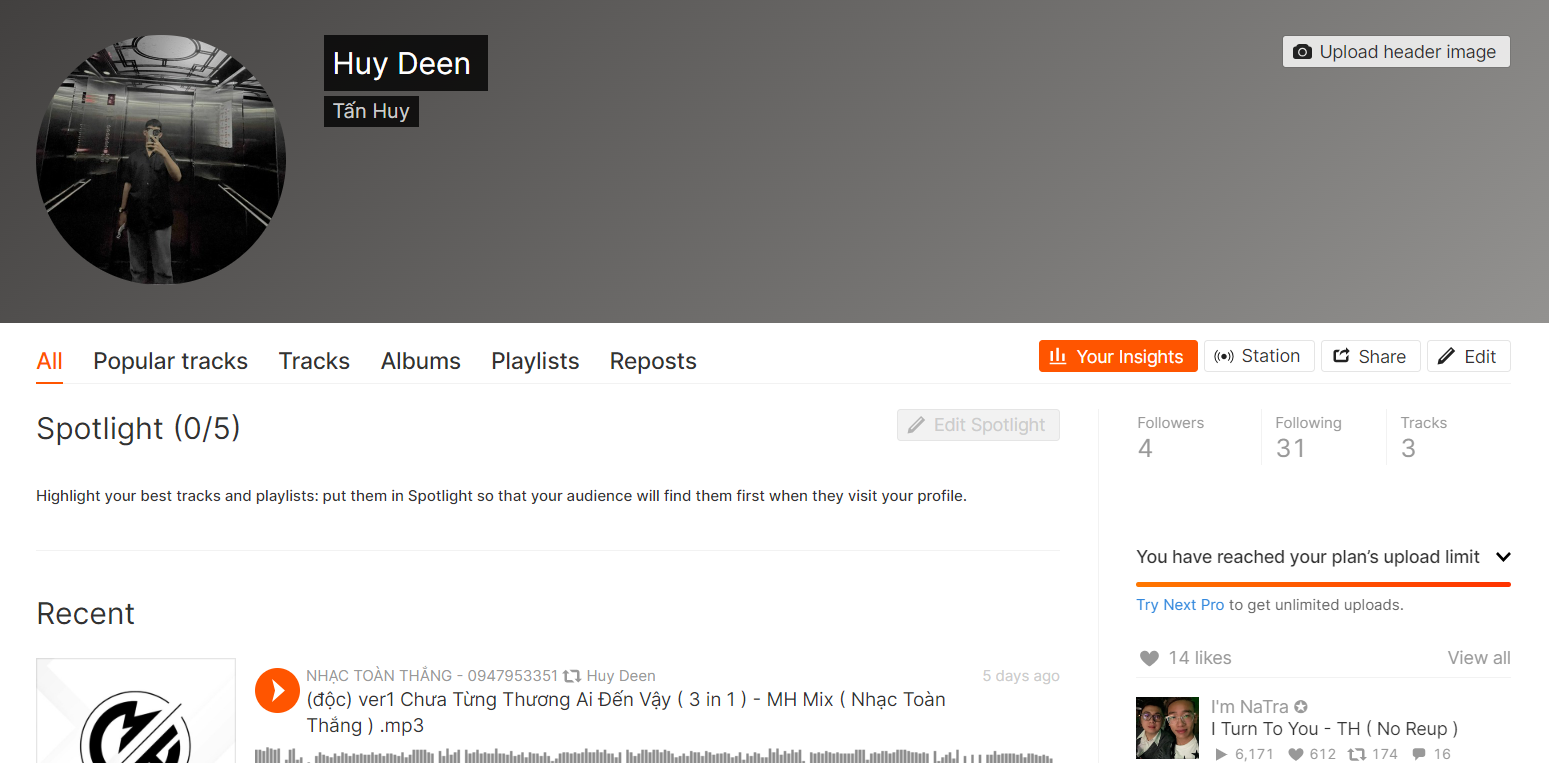 Huy Deen
Tấn Huy
Upload header image
All Popular tracks Tracks Albums Playlists Reposts
Your Insights Station Share Edit
Spotlight (0/5)
Edit Spotlight
Highlight your best tracks and playlists: put them in Spotlight so that your audience will find them first when they visit your profile.
Followers Following Tracks
4 31 3
You have reached your plan’s upload limit
Try Next Pro to get unlimited uploads.
Recent
NHẠC TOÀN THẮNG - 0947953351 Huy Deen
5 days ago
(độc) ver1 Chưa Từng Thương Ai Đến Vậy ( 3 in 1 ) - MH Mix ( Nhạc Toàn
Thắng ) .mp3
14 likes View all
I'm NaTra
I Turn To You - TH ( No Reup )
6,171 612 174 16